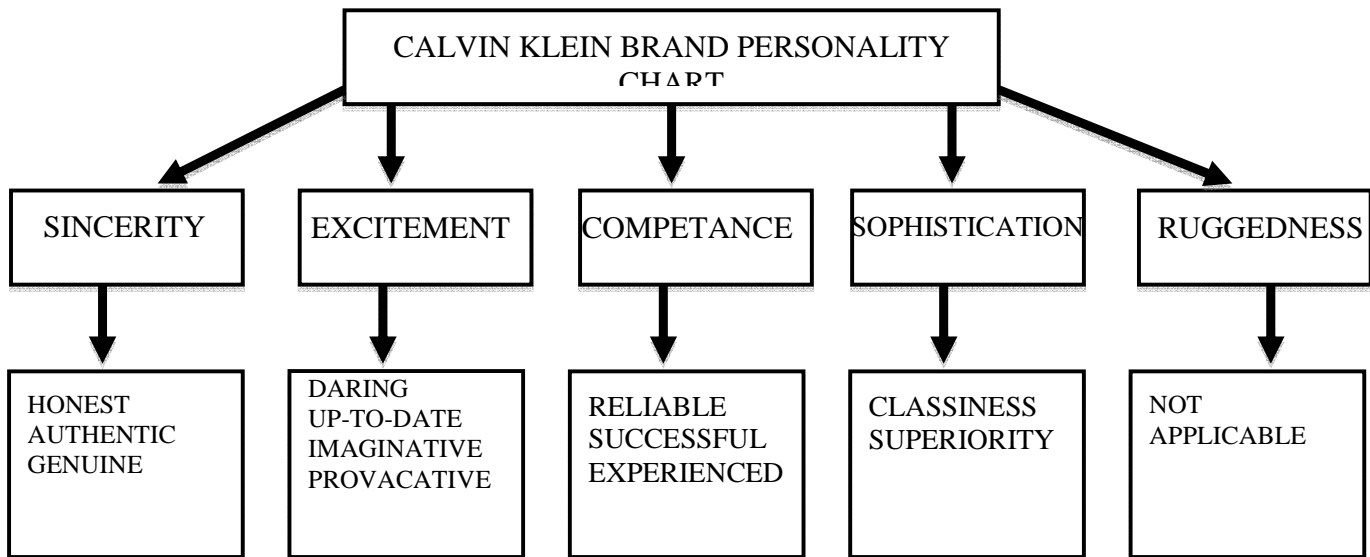 CALVIN KLEIN BRAND PERSONALITY
CHART
SINCERITY
EXCITEMENT
COMPETANCE
SOPHISTICATION
RUGGEDNESS
HONEST
AUTHENTIC
GENUINE
DARING
UP-TO-DATE
IMAGINATIVE
PROVACATIVE
RELIABLE
SUCCESSFUL
EXPERIENCED
CLASSINESS
SUPERIORITY
NOT
APPLICABLE